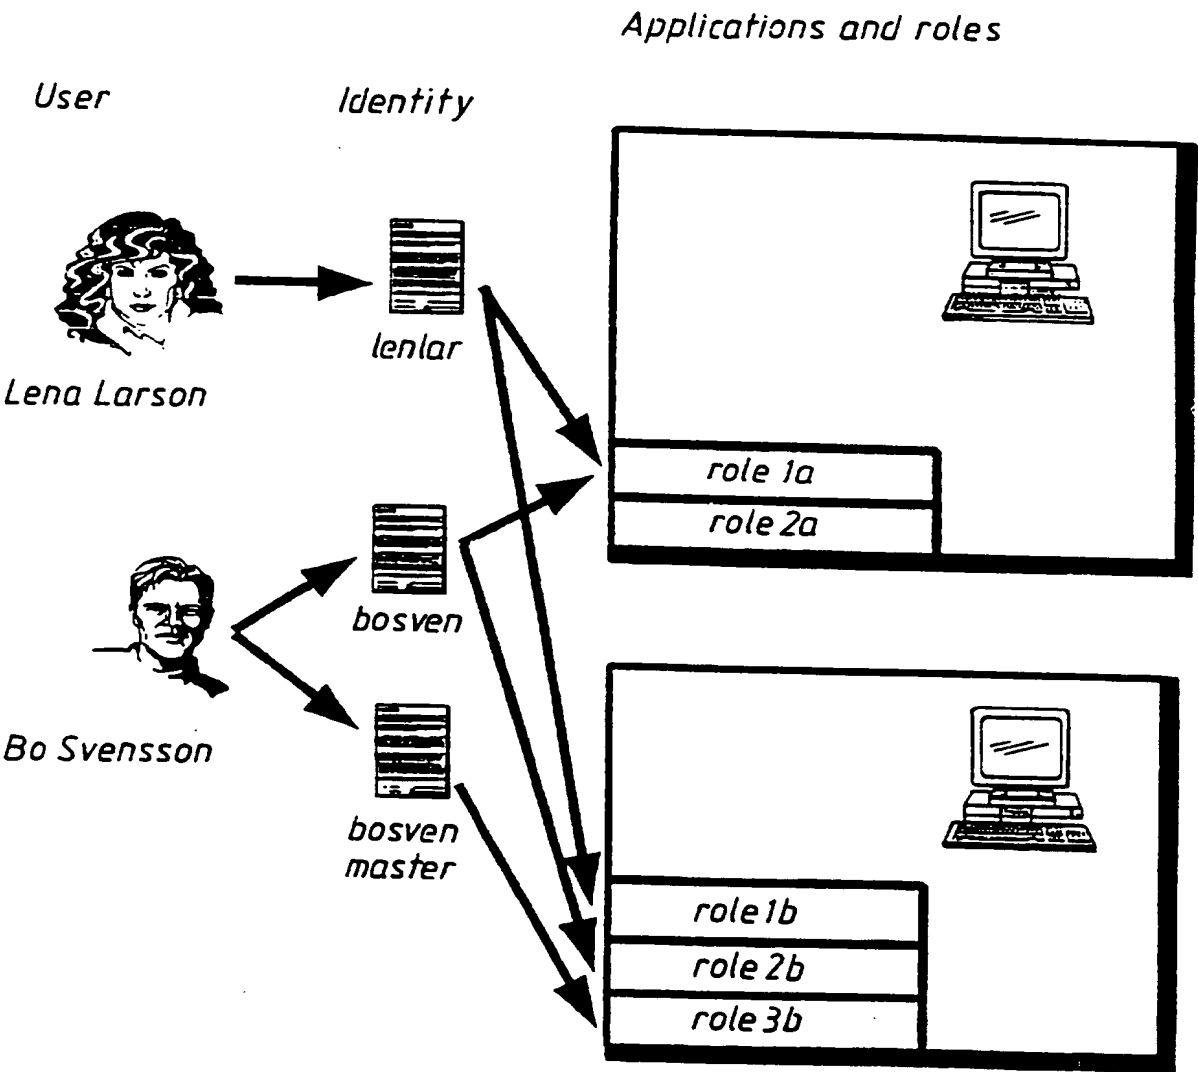 Applications and roles
User
Identity
lenlar
Lena Larson
role 1a
role 2a
bosven
Bo Svensson
bosven
master
role 1b
role 2b
role 3b